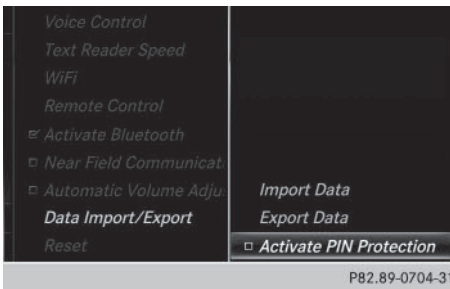 Voice Control
Text Reader Speed
WiFi
Remote Control
Activate Bluetooth
Near Field Communicat
Automatic Volume Adju
Data Import/Export
Reset
Import Data
Export Data
Activate PIN Protection
P82.89-0704-31